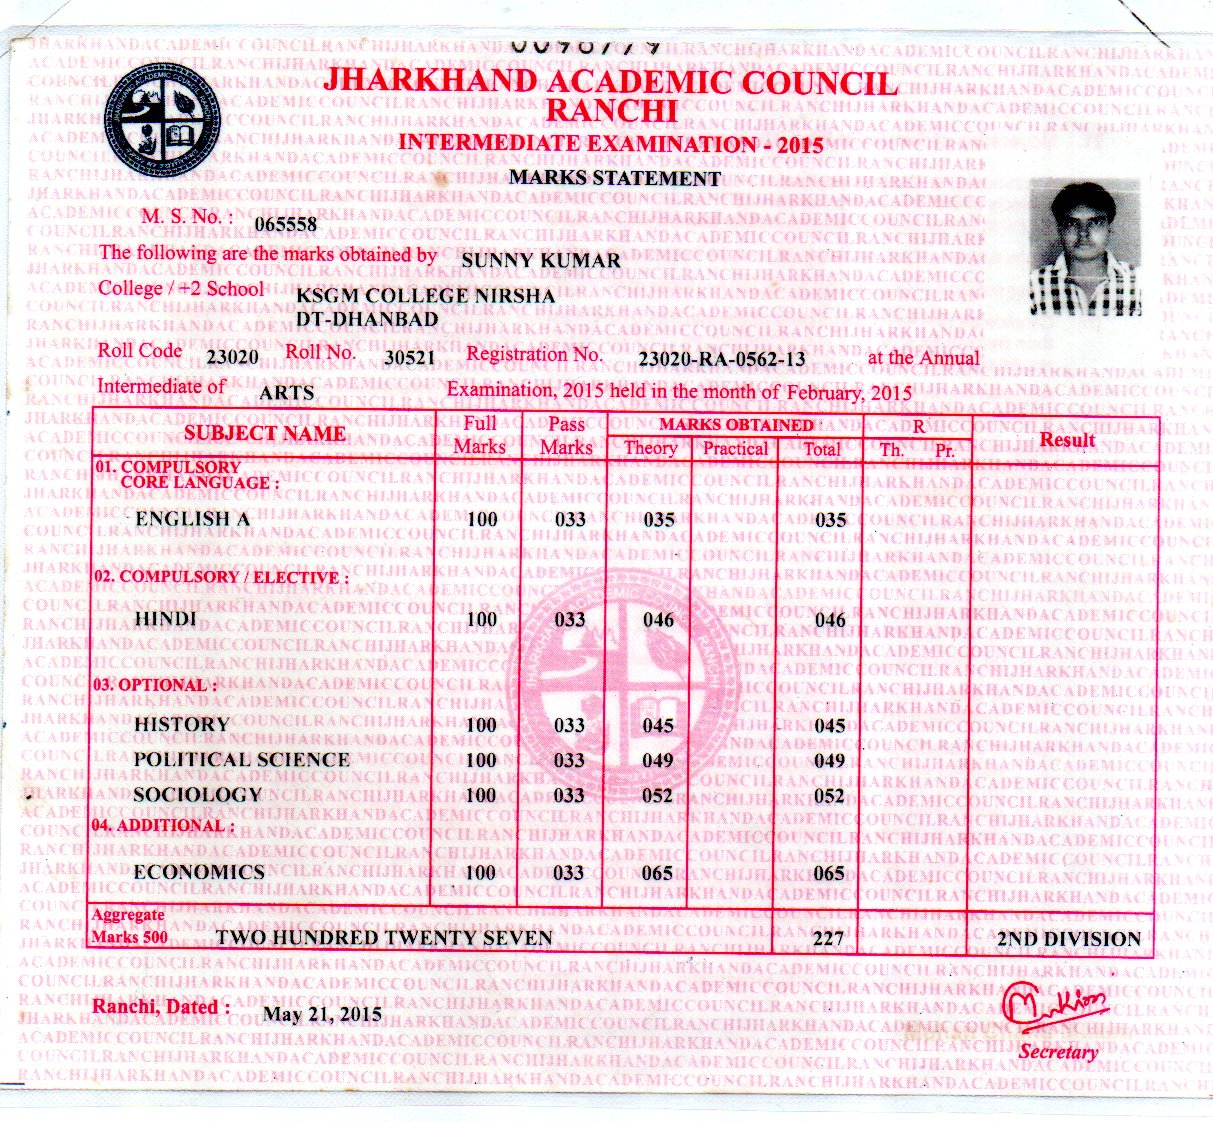 JHARKHAND ACADEMIC COUNCIL
RANCHI
INTERMEDIATE EXAMINATION - 2015
MARKS STATEMENT
M. S. No. : 065558
The following are the marks obtained by SUNNY KUMAR
College / +2 School KSGM COLLEGE NIRSHA
DT-DHANBAD
Roll Code 23020 Roll No. 30521 Registration No. 23020-RA-0562-13 at the Annual
Intermediate of ARTS Examination, 2015 held in the month of February, 2015
SUBJECT NAME Full Marks Pass Marks MARKS OBTAINED R Result
Theory Practical Total Th. Pr.
01. COMPULSORY
CORE LANGUAGE :
ENGLISH A 100 033 035 035
02. COMPULSORY / ELECTIVE :
HINDI 100 033 046 046
03. OPTIONAL :
HISTORY 100 033 045 045
POLITICAL SCIENCE 100 033 049 049
SOCIOLOGY 100 033 052 052
04. ADDITIONAL :
ECONOMICS 100 033 065 065
Aggregate
Marks 500 TWO HUNDRED TWENTY SEVEN 227 2ND DIVISION
Ranchi, Dated : May 21, 2015
Secretary